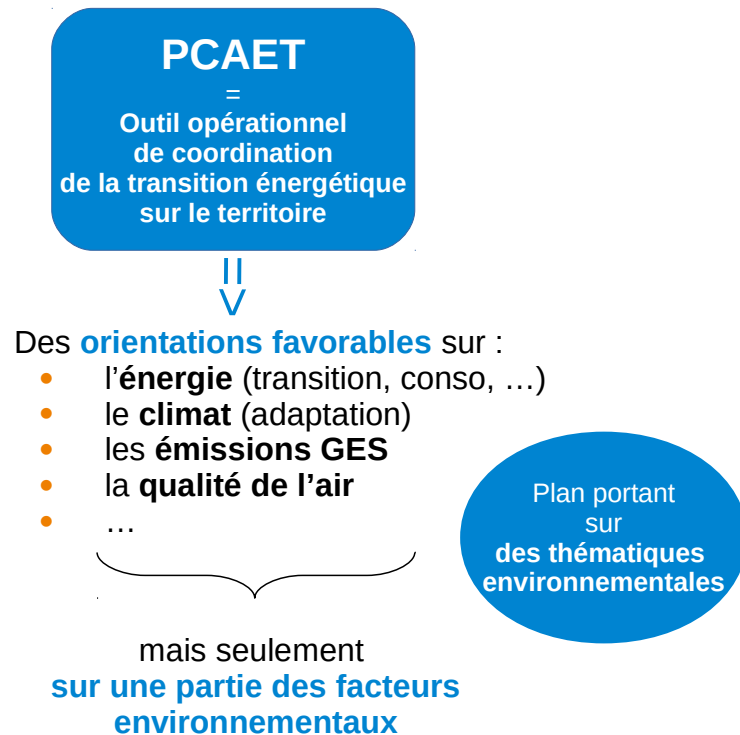 PCAET
=
Outil opérationnel
de coordination
de la transition énergétique
sur le territoire
=>
Des orientations favorables sur :
• l’énergie (transition, conso, …)
• le climat (adaptation)
• les émissions GES
• la qualité de l’air
• …
Plan portant
sur
des thématiques
environnementales
mais seulement
sur une partie des facteurs
environnementaux